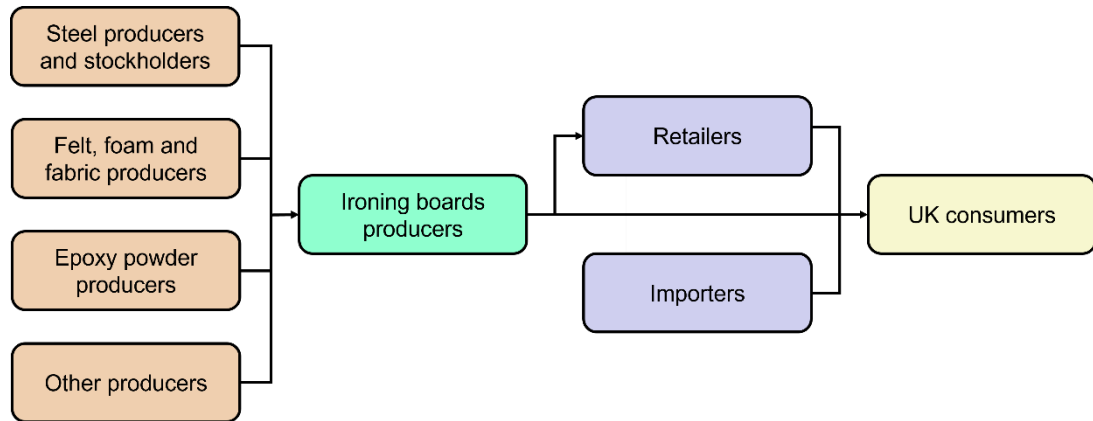 Steel producers
and stockholders
Felt, foam and
fabric producers
Epoxy powder
producers
Other producers
Ironing boards
producers
Retailers
Importers
UK consumers